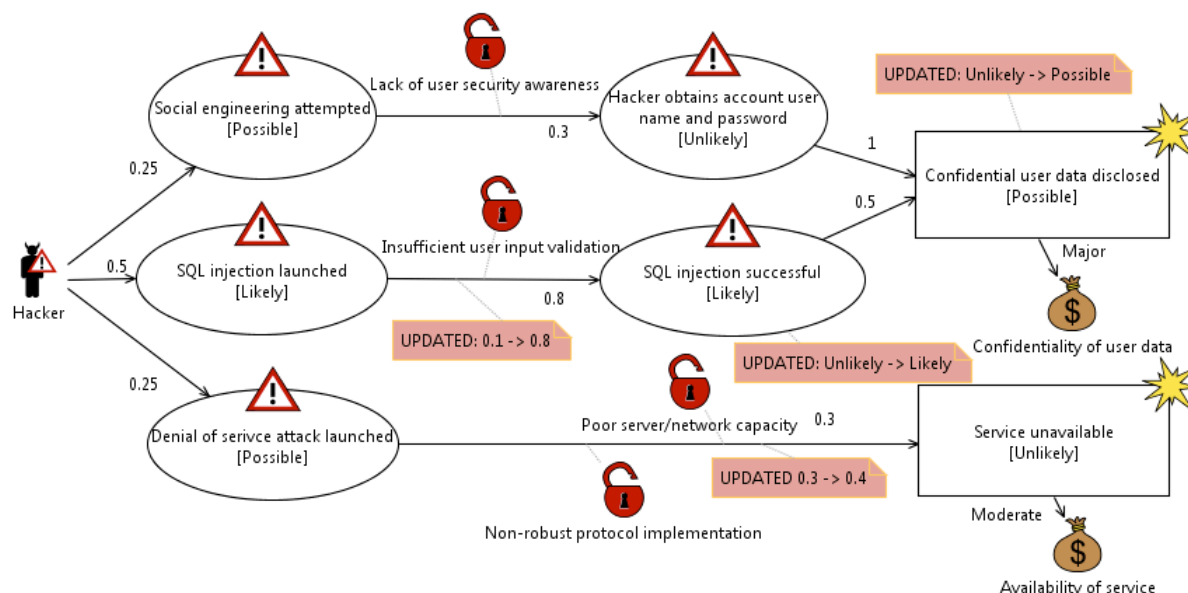 UPDATED: Unlikely -> Possible
Lack of user security awareness
Social engineering attempted
[Possible]
Hacker obtains account user
name and password
[Unlikely]
0.3
1
0.25
Confidential user data disclosed
[Possible]
0.5
Insufficient user input validation
Major
0.5
SQL injection launched
[Likely]
SQL injection successful
[Likely]
0.8
Hacker
UPDATED: 0.1 -> 0.8
Confidentiality of user data
UPDATED: Unlikely -> Likely
0.25
Poor server/network capacity
0.3
Denial of serivce attack launched
[Possible]
Service unavailable
[Unlikely]
UPDATED 0.3 -> 0.4
Moderate
Non-robust protocol implementation
Availability of service
$
$